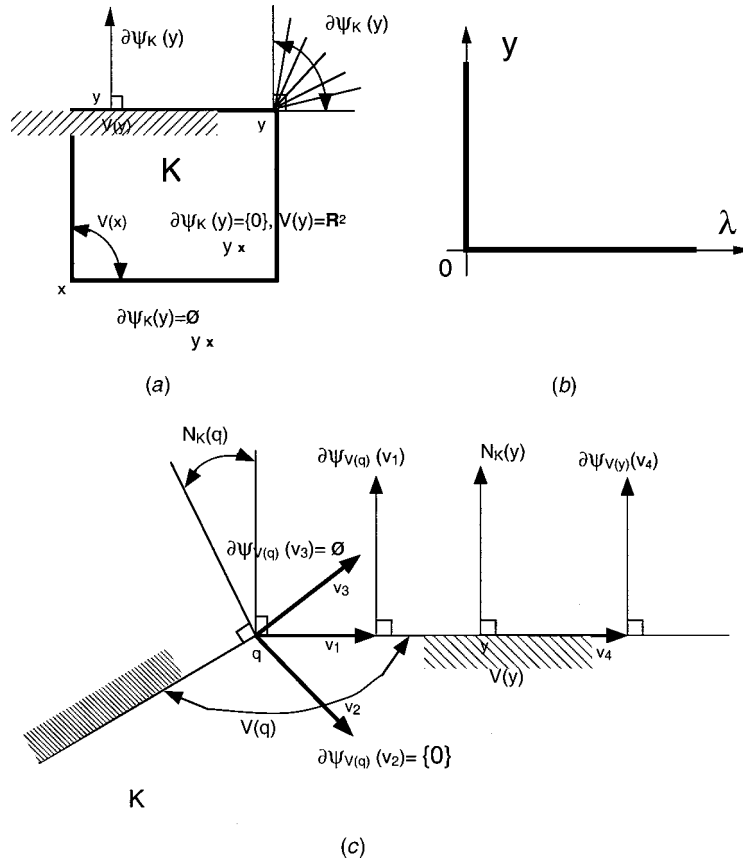 ∂ψK (y)
∂ψK (y)
y
V(y)
y
K
V(x)
∂ψK (y)={0}, V(y)=R²
y x
x
∂ψK(y)=Ø
y x
(a)
y
λ
0
(b)
NK(q)
∂ψV(q) (v1)
NK(y)
∂ψV(y)(v4)
∂ψV(q) (v3)= Ø
v3
q
v1
y
v4
V(y)
v2
V(q)
∂ψV(q) (v2)= {0}
K
(c)